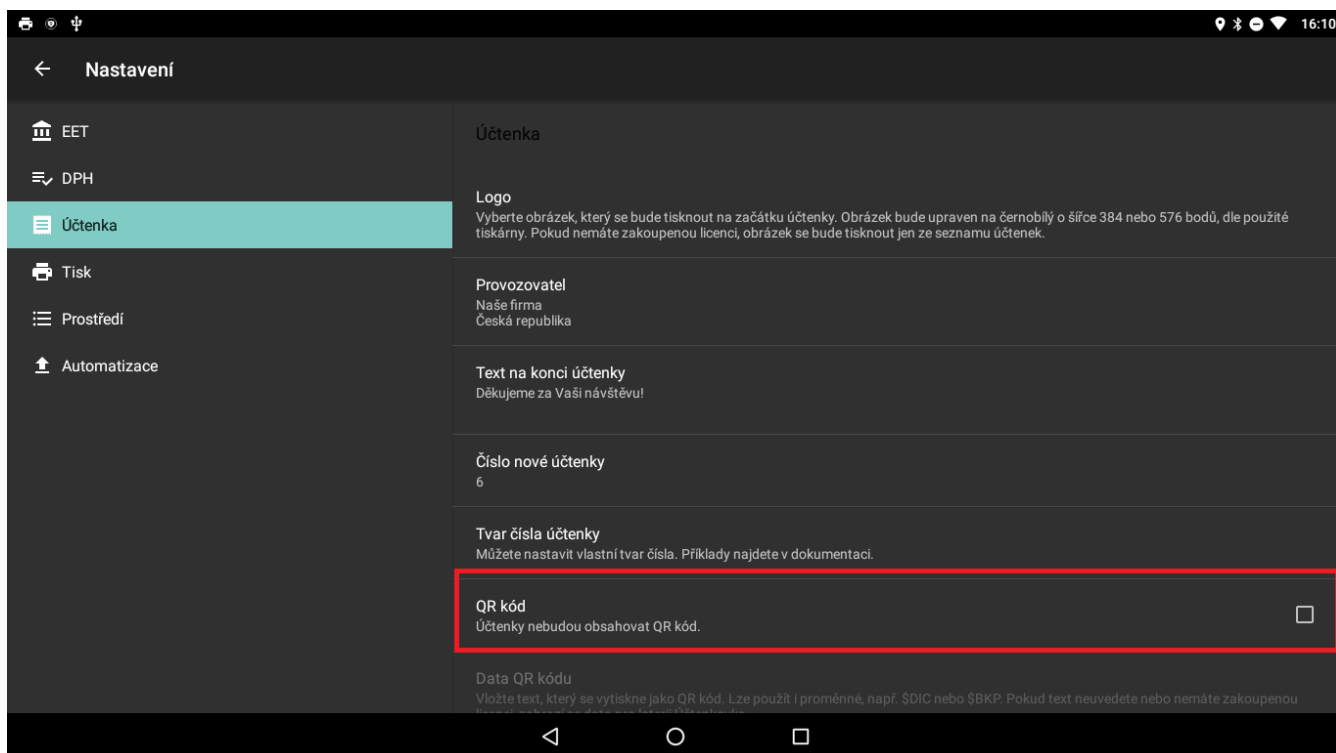 16:10
Nastavení
EET
DPH
Účtenka
Tisk
Prostředí
Automatizace
Účtenka
Logo
Vyberte obrázek, který se bude tisknout na začátku účtenky. Obrázek bude upraven na černobílý o šířce 384 nebo 576 bodů, dle použité
tiskárny. Pokud nemáte zakoupenou licenci, obrázek se bude tisknout jen ze seznamu účtenek.
Provozovatel
Naše firma
Česká republika
Text na konci účtenky
Děkujeme za Vaši návštěvu!
Číslo nové účtenky
6
Tvar čísla účtenky
Můžete nastavit vlastní tvar čísla. Příklady najdete v dokumentaci.
QR kód
Účtenky nebudou obsahovat QR kód.
Data QR kódu
Vložte text, který se vytiskne jako QR kód. Lze použít i proměnné, např. $DIC nebo $BKP. Pokud text neuvedete nebo nemáte zakoupenou